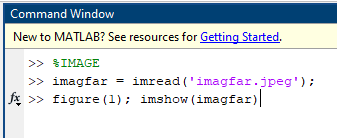 Command Window
New to MATLAB? See resources for Getting Started.
>> %IMAGE
>> imagfar = imread('imagfar.jpeg');
fx >> figure(1); imshow(imagfar)